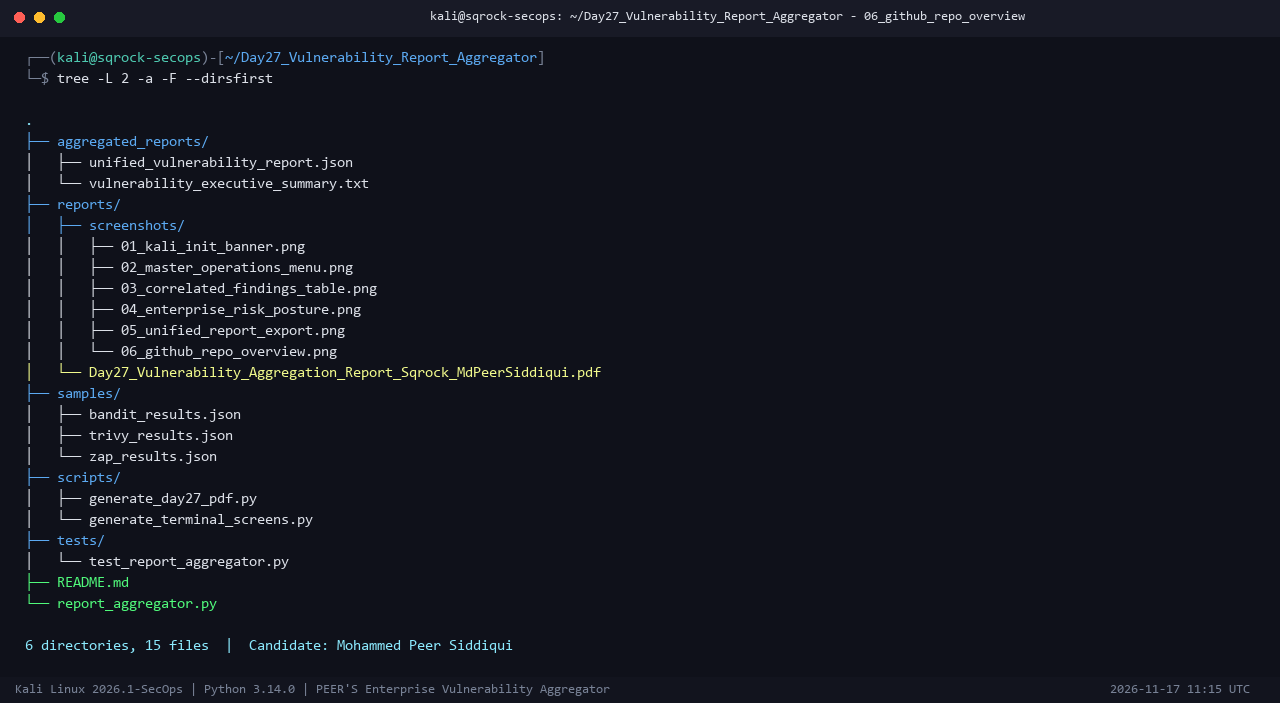 kali@sqrock-secops: ~/Day27_Vulnerability_Report_Aggregator - 06_github_repo_overview
┌──(kali@sqrock-secops)-[~/Day27_Vulnerability_Report_Aggregator]
└─$ tree -L 2 -a -F --dirsfirst
.
├── aggregated_reports/
│   ├── unified_vulnerability_report.json
│   └── vulnerability_executive_summary.txt
├── reports/
│   ├── screenshots/
│   │   ├── 01_kali_init_banner.png
│   │   ├── 02_master_operations_menu.png
│   │   ├── 03_correlated_findings_table.png
│   │   ├── 04_enterprise_risk_posture.png
│   │   ├── 05_unified_report_export.png
│   │   └── 06_github_repo_overview.png
│   └── Day27_Vulnerability_Aggregation_Report_Sqrock_MdPeerSiddiqui.pdf
├── samples/
│   ├── bandit_results.json
│   ├── trivy_results.json
│   └── zap_results.json
├── scripts/
│   ├── generate_day27_pdf.py
│   └── generate_terminal_screens.py
├── tests/
│   └── test_report_aggregator.py
├── README.md
└── report_aggregator.py
6 directories, 15 files  |  Candidate: Mohammed Peer Siddiqui
Kali Linux 2026.1-SecOps | Python 3.14.0 | PEER'S Enterprise Vulnerability Aggregator
2026-11-17 11:15 UTC